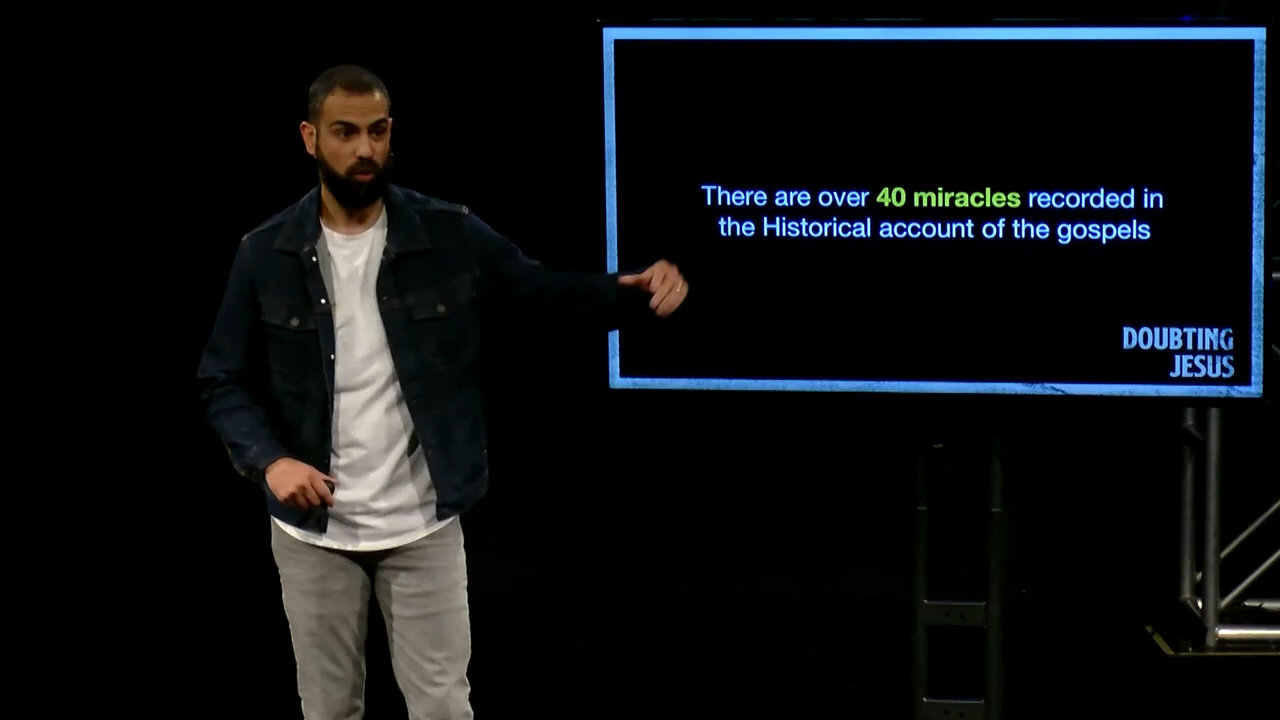 There are over 40 miracles recorded in
the Historical account of the gospels
DOUBTING
JESUS